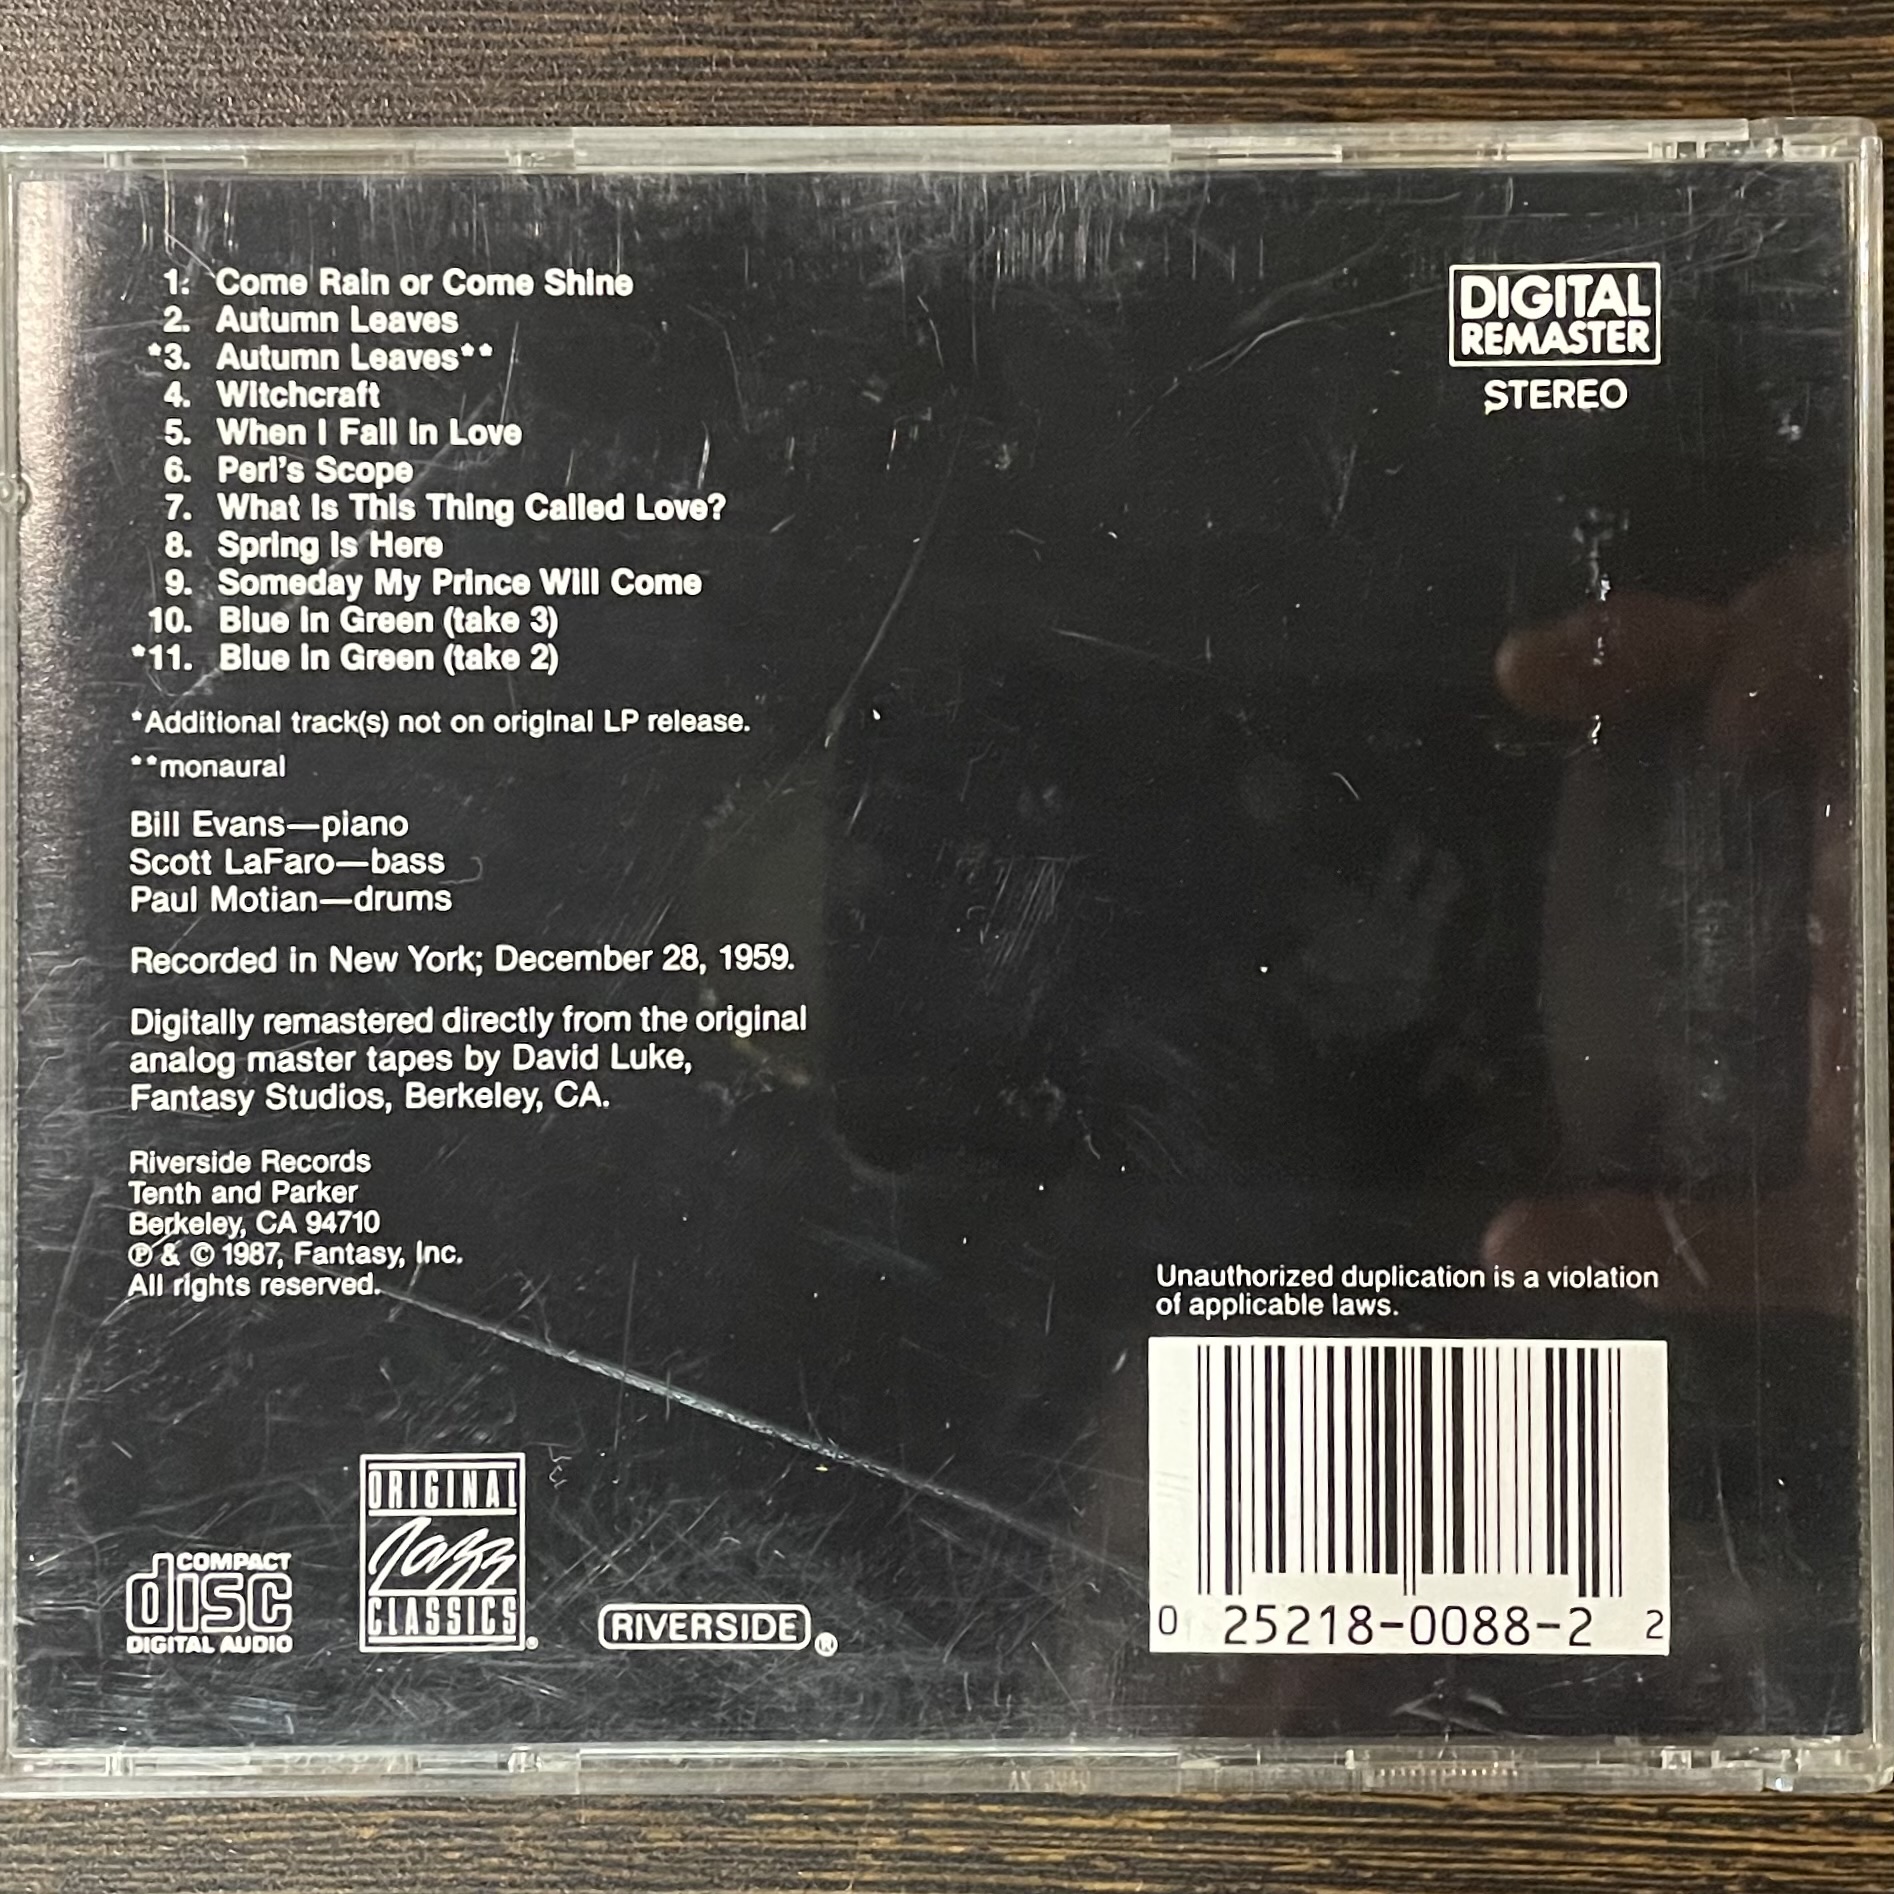 1. Come Rain or Come Shine
2. Autumn Leaves
*3. Autumn Leaves**
4. Witchcraft
5. When I Fall In Love
6. Peri's Scope
7. What Is This Thing Called Love?
8. Spring Is Here
9. Someday My Prince Will Come
10. Blue In Green (take 3)
*11. Blue In Green (take 2)
*Additional track(s) not on original LP release.
**monaural
Bill Evans—piano
Scott LaFaro—bass
Paul Motian—drums
Recorded in New York; December 28, 1959.
Digitally remastered directly from the original
analog master tapes by David Luke,
Fantasy Studios, Berkeley, CA.
Riverside Records
Tenth and Parker
Berkeley, CA 94710
℗ & © 1987, Fantasy, Inc.
All rights reserved.
DIGITAL
REMASTER
STEREO
Unauthorized duplication is a violation
of applicable laws.
COMPACT
disc
DIGITAL AUDIO
ORIGINAL
Jazz
CLASSICS®
RIVERSIDE®
0 25218-0088-2 2